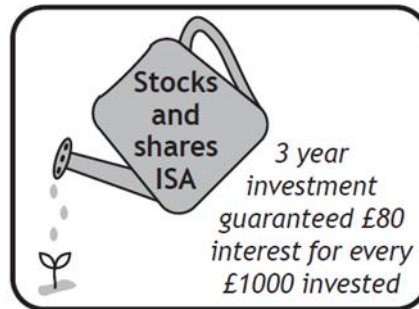 Stocks
and
shares
ISA
3 year
investment
guaranteed £80
interest for every
£1000 invested